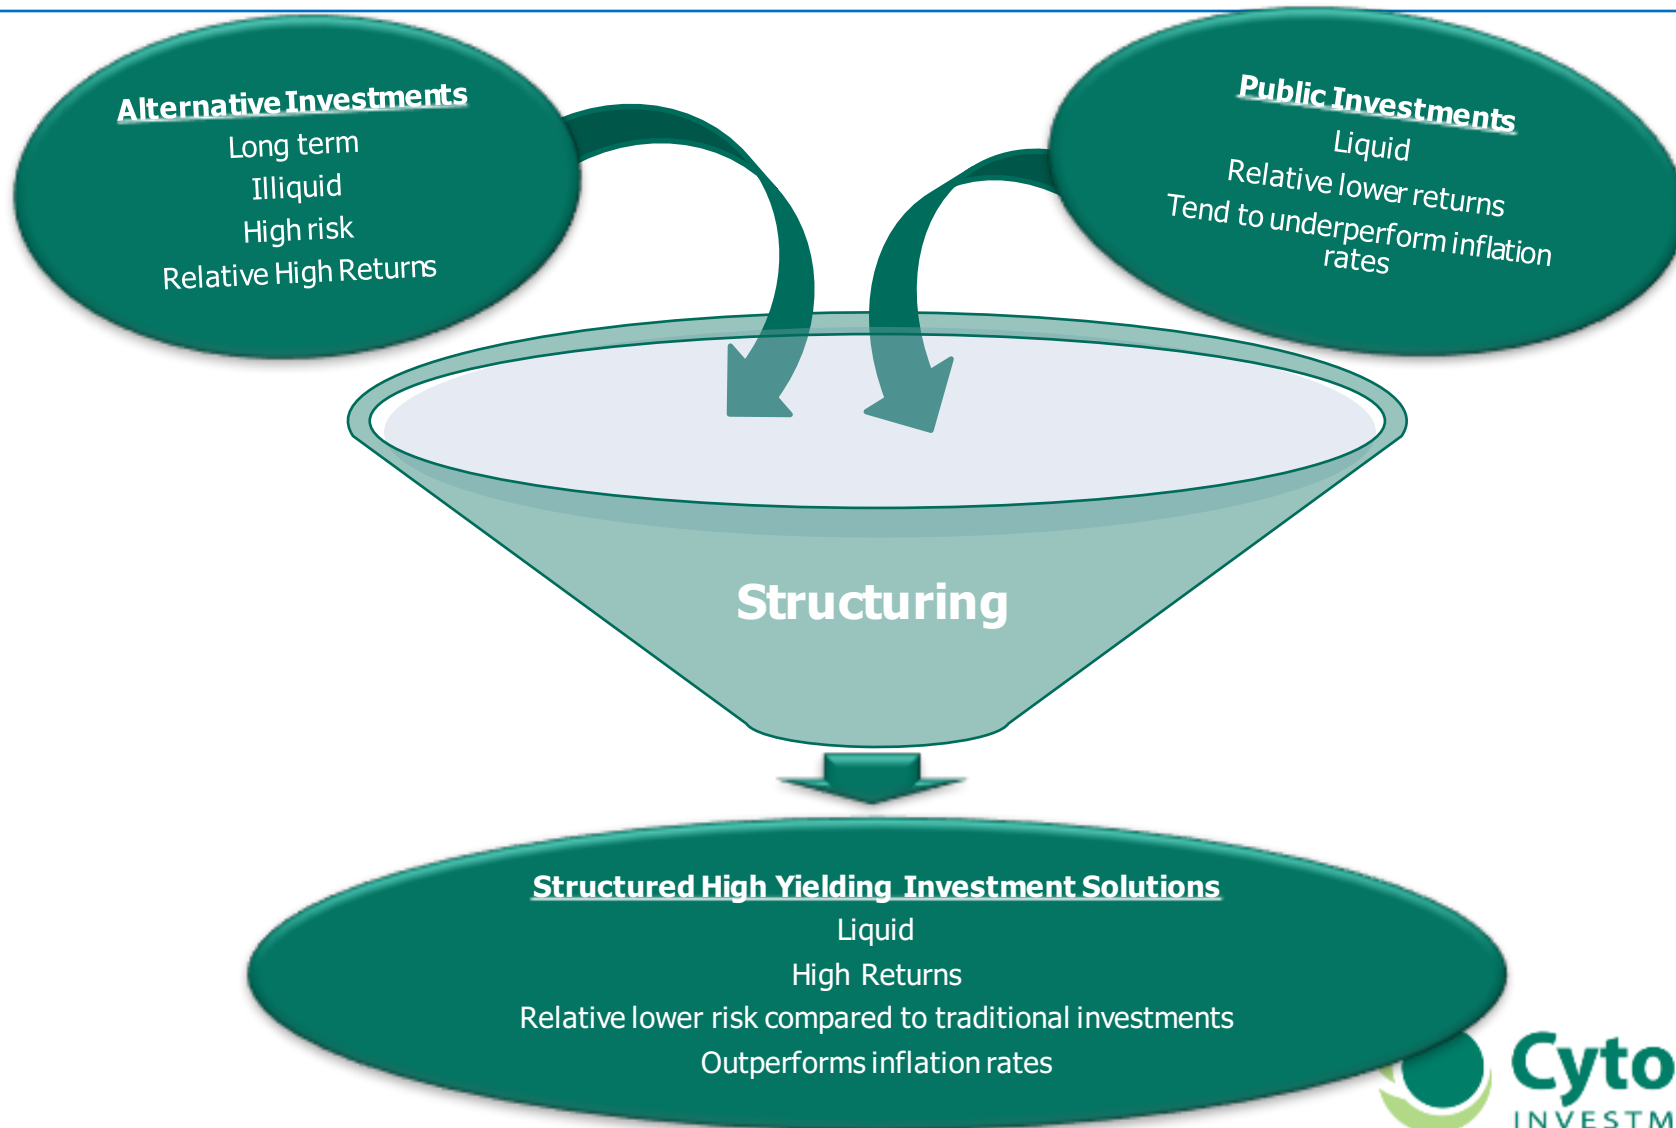 Alternative Investments
Long term
Illiquid
High risk
Relative High Returns
Public Investments
Liquid
Relative lower returns
Tend to underperform inflation
rates
Structuring
Structured High Yielding Investment Solutions
Liquid
High Returns
Relative lower risk compared to traditional investments
Outperforms inflation rates
Cyto
INVESTM